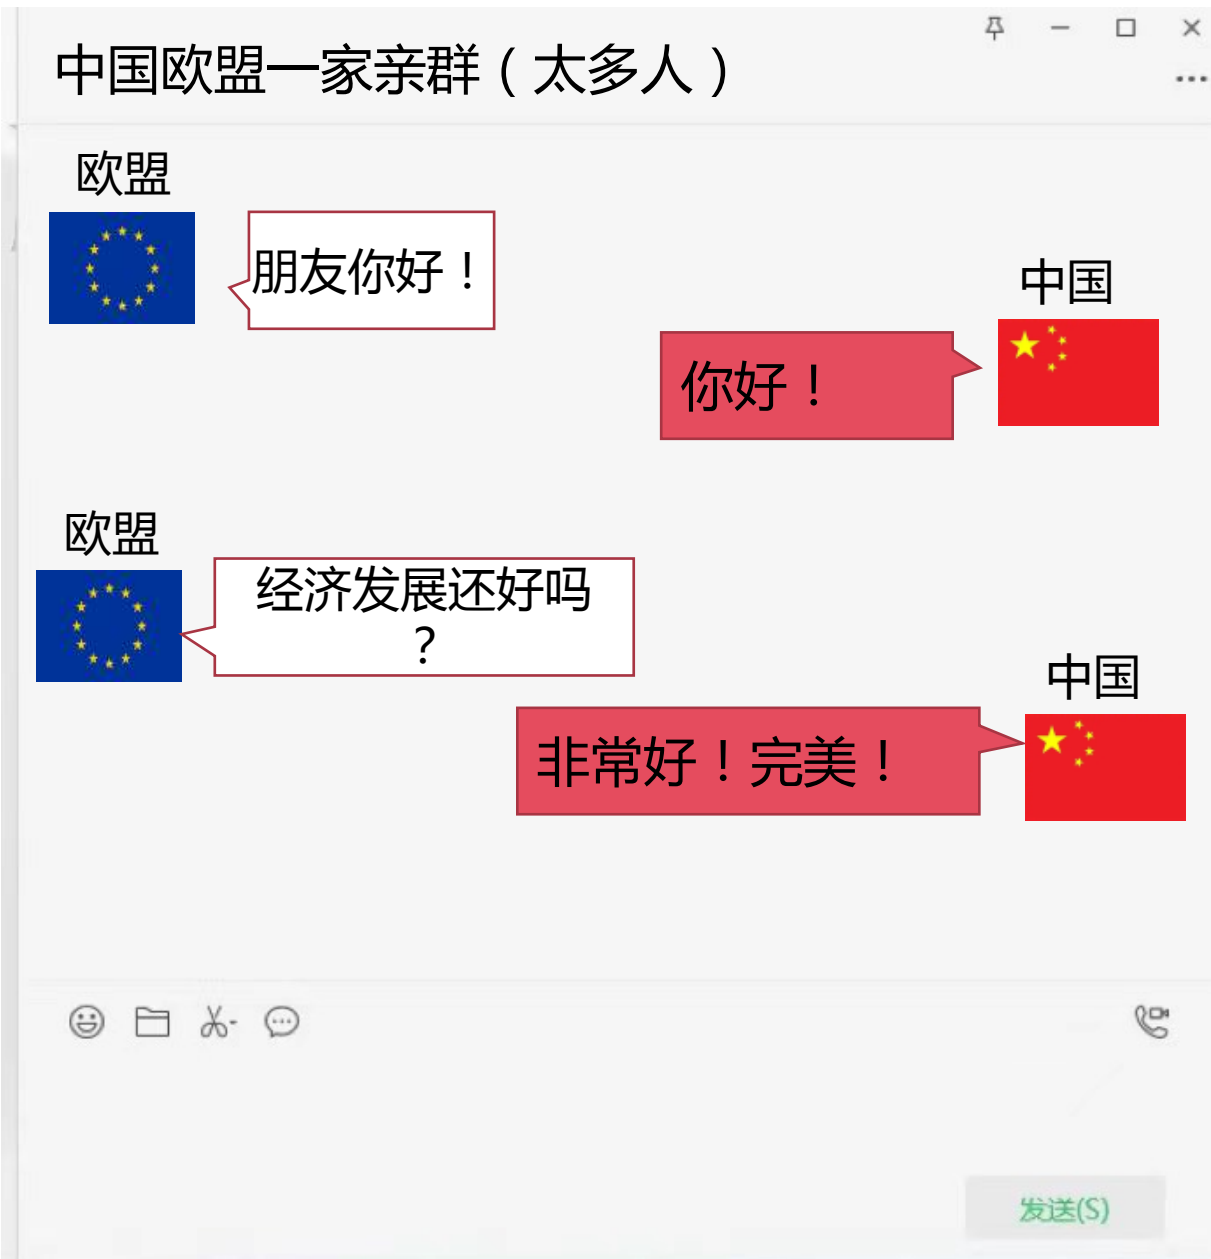 中国欧盟一家亲群（太多人）
欧盟
朋友你好！
中国
你好！
欧盟
经济发展还好吗
？
中国
非常好！完美！
发送(S)